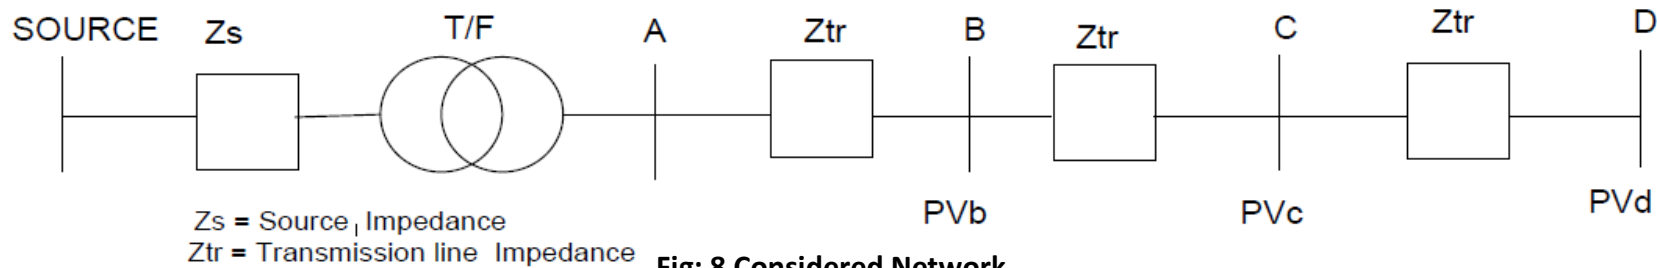 SOURCE Zs T/F A Ztr B Ztr C Ztr D
PVb PVc PVd
Zs = Source Impedance
Ztr = Transmission line Impedance
Fig: 8 Considered Network